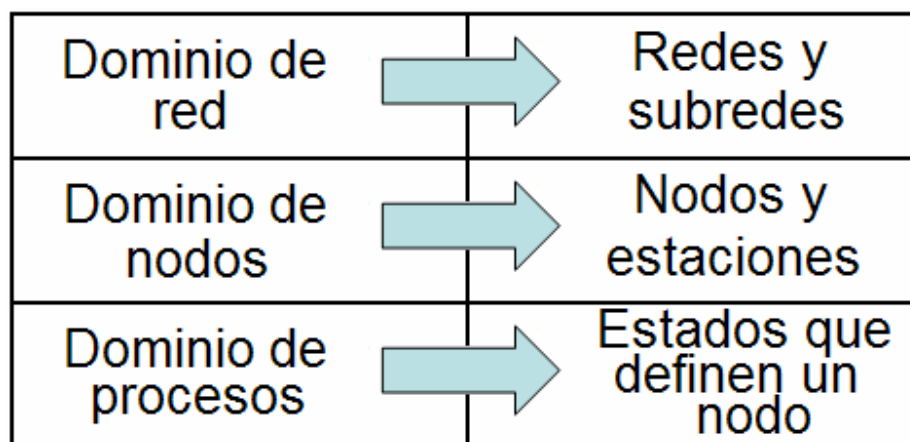 Dominio de
red
Redes y
subredes
Dominio de
nodos
Nodos y
estaciones
Dominio de
procesos
Estados que
definen un
nodo